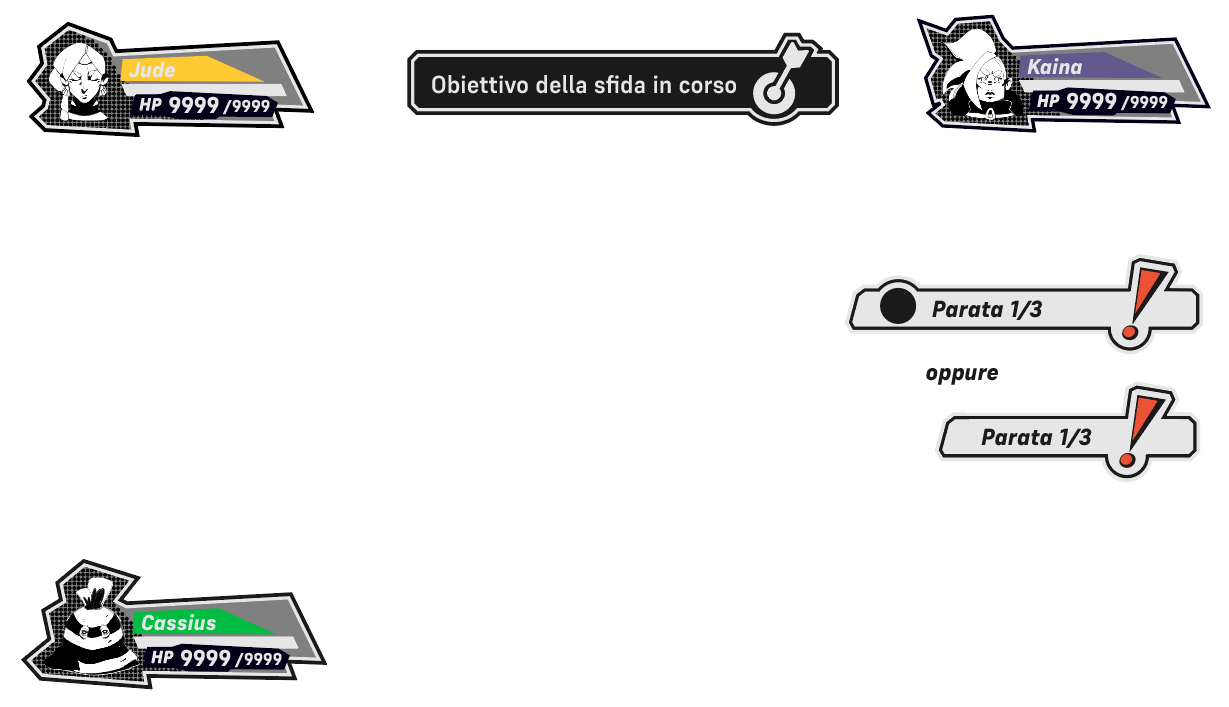 Jude
HP 9999 /9999
Obiettivo della sfida in corso
Kaina
HP 9999 /9999
Parata 1/3
oppure
Parata 1/3
Cassius
HP 9999 /9999